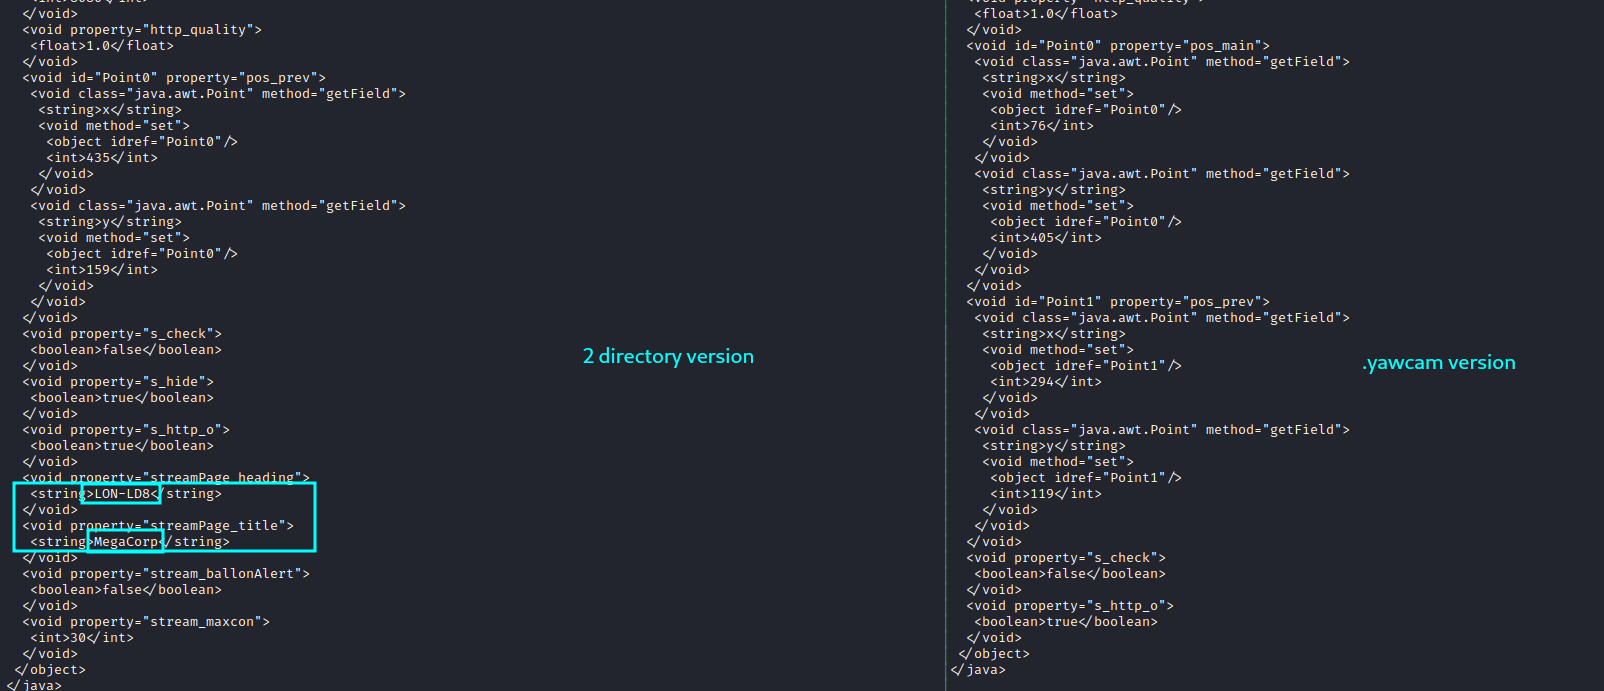 <int>8080</int>
</void>
<void property="http_quality">
<float>1.0</float>
</void>
<void id="Point0" property="pos_prev">
<void class="java.awt.Point" method="getField">
<string>x</string>
<void method="set">
<object idref="Point0"/>
<int>435</int>
</void>
</void>
<void class="java.awt.Point" method="getField">
<string>y</string>
<void method="set">
<object idref="Point0"/>
<int>159</int>
</void>
</void>
</void>
<void property="s_check">
<boolean>false</boolean>
</void>
<void property="s_hide">
<boolean>true</boolean>
</void>
<void property="s_http_o">
<boolean>true</boolean>
</void>
<void property="streamPage_heading">
<string>LON-LD8</string>
</void>
<void property="streamPage_title">
<string>MegaCorp</string>
</void>
<void property="stream_ballonAlert">
<boolean>false</boolean>
</void>
<void property="stream_maxcon">
<int>30</int>
</void>
</object>
</java>
2 directory version
<void property="http_quality">
<float>1.0</float>
</void>
<void id="Point0" property="pos_main">
<void class="java.awt.Point" method="getField">
<string>x</string>
<void method="set">
<object idref="Point0"/>
<int>76</int>
</void>
</void>
<void class="java.awt.Point" method="getField">
<string>y</string>
<void method="set">
<object idref="Point0"/>
<int>405</int>
</void>
</void>
</void>
<void id="Point1" property="pos_prev">
<void class="java.awt.Point" method="getField">
<string>x</string>
<void method="set">
<object idref="Point1"/>
<int>294</int>
</void>
</void>
<void class="java.awt.Point" method="getField">
<string>y</string>
<void method="set">
<object idref="Point1"/>
<int>119</int>
</void>
</void>
</void>
<void property="s_check">
<boolean>false</boolean>
</void>
<void property="s_http_o">
<boolean>true</boolean>
</void>
</object>
</java>
.yawcam version